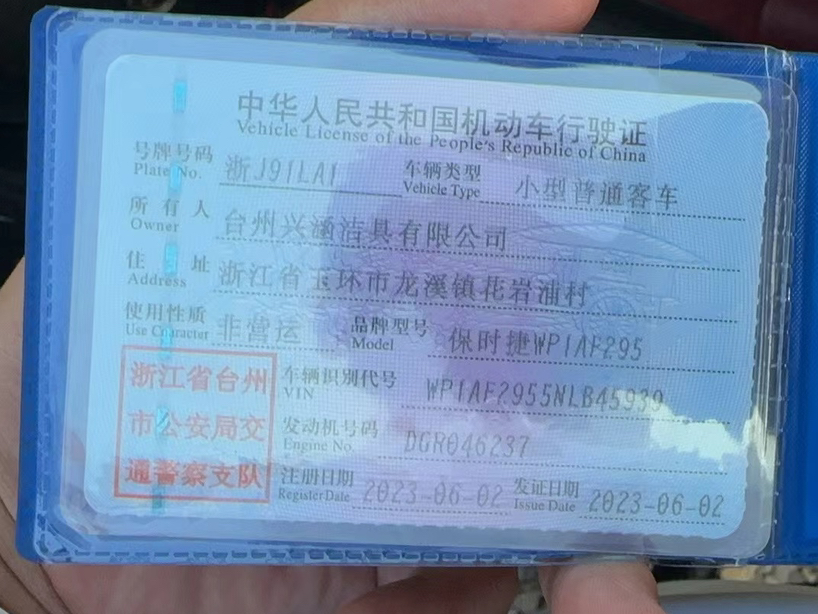 中华人民共和国机动车行驶证
Vehicle License of the People's Republic of China
号牌号码 浙J91LA1 车辆类型 小型普通客车
Plate No. Vehicle Type
所有人 台州兴涵洁具有限公司
Owner
住址 浙江省玉环市龙溪镇花岩浦村
Address
使用性质 非营运 品牌型号 保时捷WP1AF295
Use Character Model
浙江省台州
市公安局交
通警察支队
车辆识别代号 WP1AF2955NLB45939
VIN
发动机号码 DGR046237
Engine No.
注册日期 2023-06-02 发证日期 2023-06-02
Register Date Issue Date